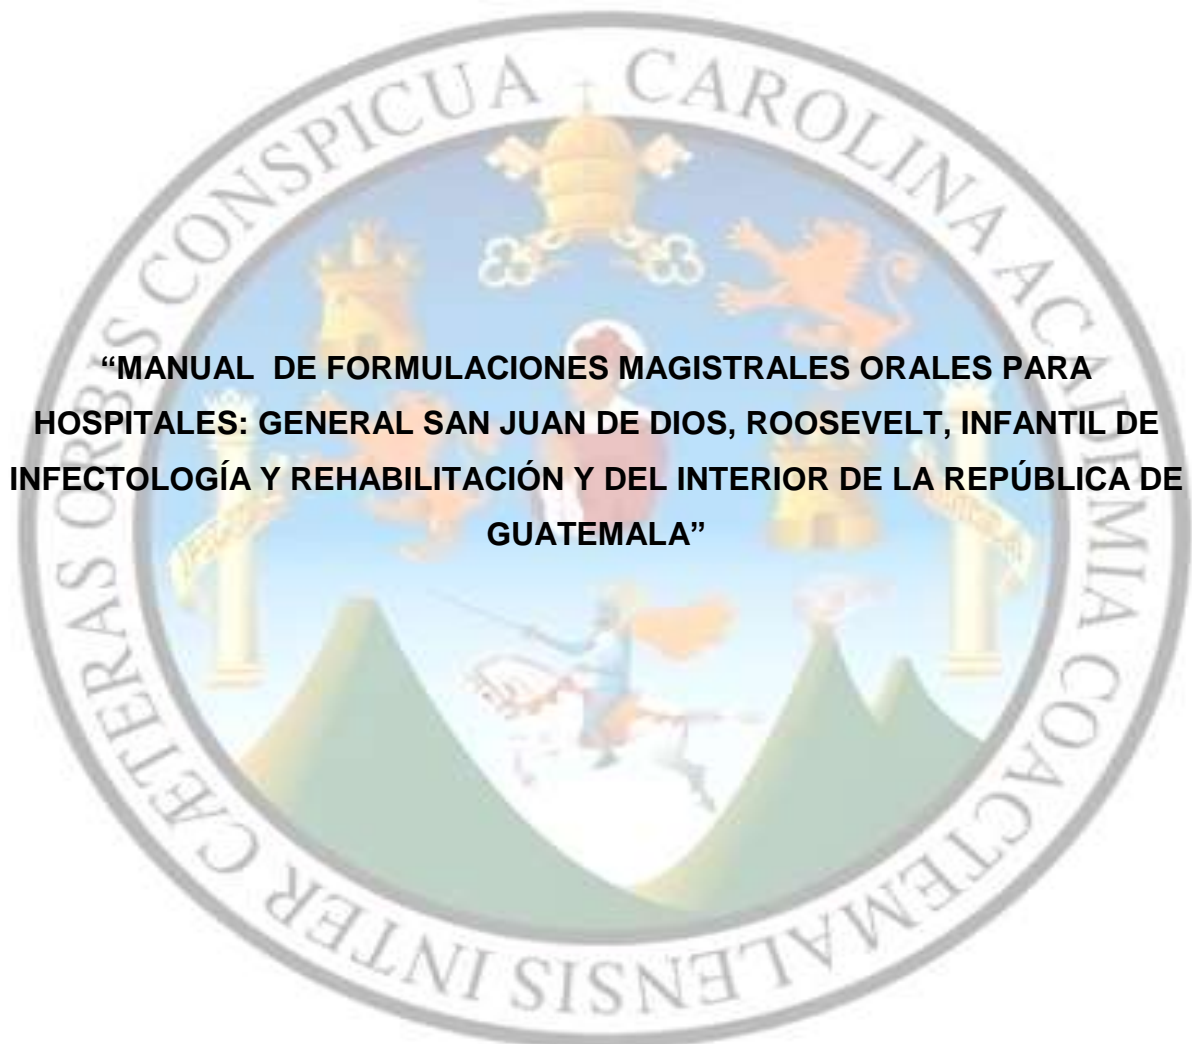 “MANUAL DE FORMULACIONES MAGISTRALES ORALES PARA
HOSPITALES: GENERAL SAN JUAN DE DIOS, ROOSEVELT, INFANTIL DE
INFECTOLOGÍA Y REHABILITACIÓN Y DEL INTERIOR DE LA REPÚBLICA DE
GUATEMALA”
CAROLINA ACADEMIA COACTEMALENSIS INTER CÆTERAS ORBIS CONSPICUA